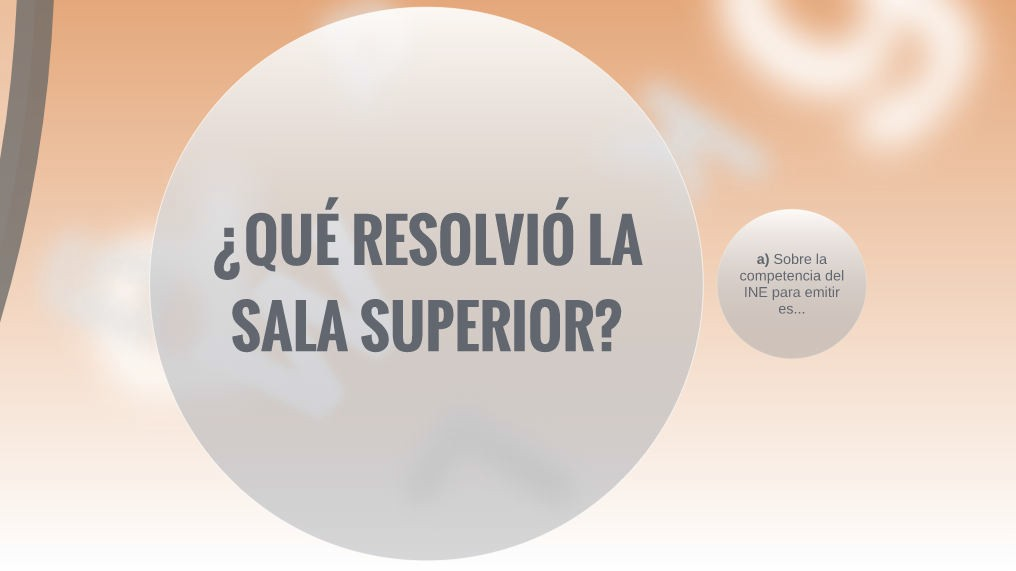 ¿QUÉ RESOLVIÓ LA
SALA SUPERIOR?
a) Sobre la
competencia del
INE para emitir
es...